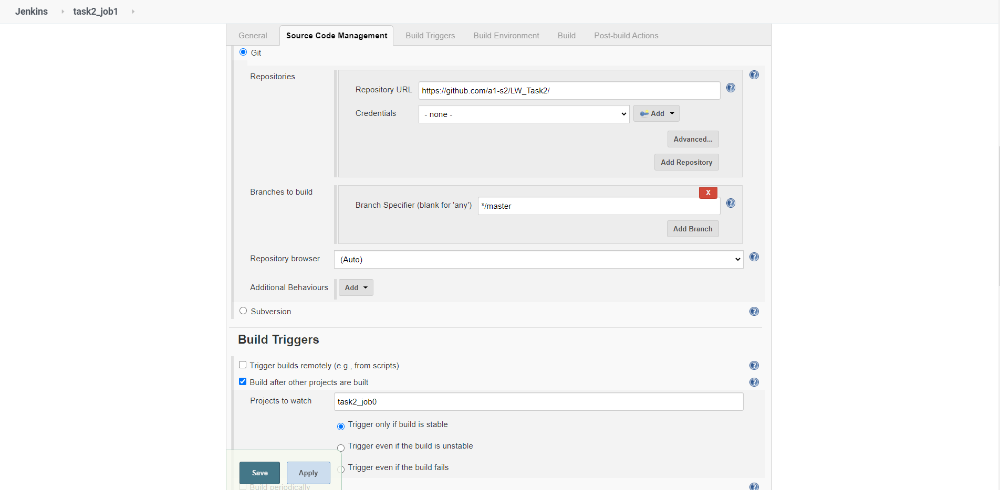 Jenkins task2_job1
General Source Code Management Build Triggers Build Environment Build Post-build Actions
Git
Repositories
Repository URL https://github.com/a1-s2/LW_Task2/
Credentials - none - Add
Advanced...
Add Repository
Branches to build
X
Branch Specifier (blank for 'any') */master
Add Branch
Repository browser (Auto)
Additional Behaviours Add
Subversion
Build Triggers
Trigger builds remotely (e.g., from scripts)
Build after other projects are built
Projects to watch task2_job0
Trigger only if build is stable
Trigger even if the build is unstable
Trigger even if the build fails
Save Apply
Build periodically